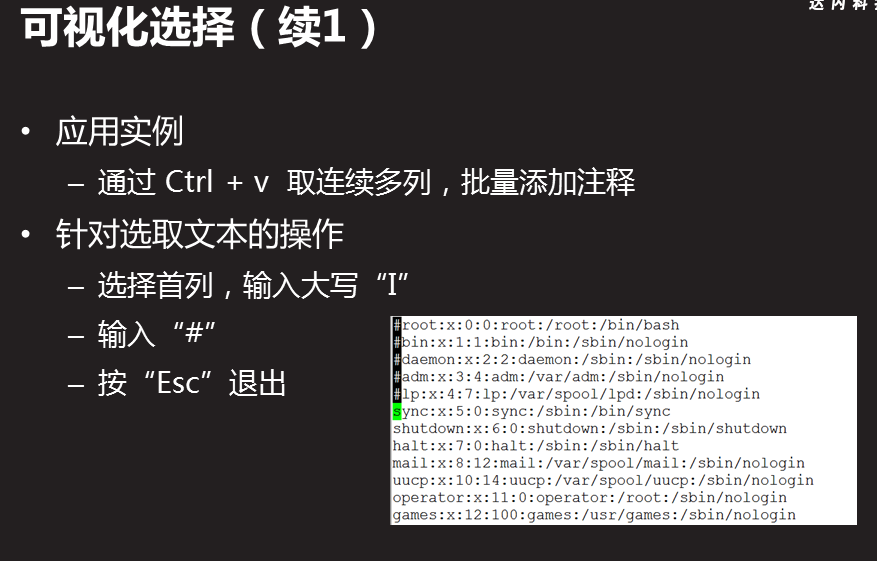 可视化选择（续1）
• 应用实例
– 通过 Ctrl + v 取连续多列，批量添加注释
• 针对选取文本的操作
– 选择首列，输入大写“I”
– 输入“#”
– 按“Esc”退出
#root:x:0:0:root:/root:/bin/bash
#bin:x:1:1:bin:/bin:/sbin/nologin
#daemon:x:2:2:daemon:/sbin:/sbin/nologin
#adm:x:3:4:adm:/var/adm:/sbin/nologin
#lp:x:4:7:lp:/var/spool/lpd:/sbin/nologin
sync:x:5:0:sync:/sbin:/bin/sync
shutdown:x:6:0:shutdown:/sbin:/sbin/shutdown
halt:x:7:0:halt:/sbin:/sbin/halt
mail:x:8:12:mail:/var/spool/mail:/sbin/nologin
uucp:x:10:14:uucp:/var/spool/uucp:/sbin/nologin
operator:x:11:0:operator:/root:/sbin/nologin
games:x:12:100:games:/usr/games:/sbin/nologin